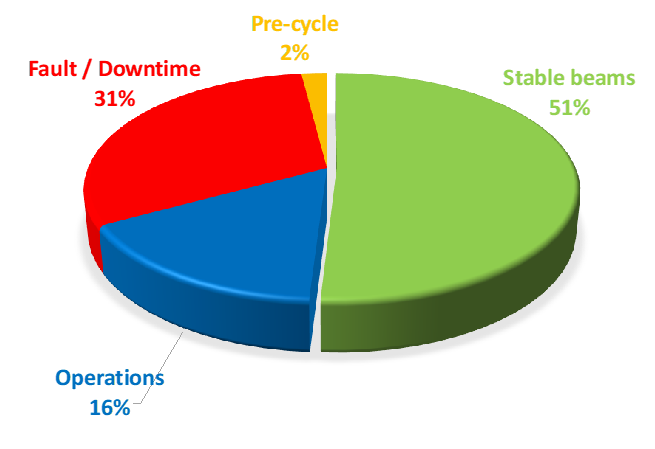 Pre-cycle
2%
Fault / Downtime
31%
Stable beams
51%
Operations
16%